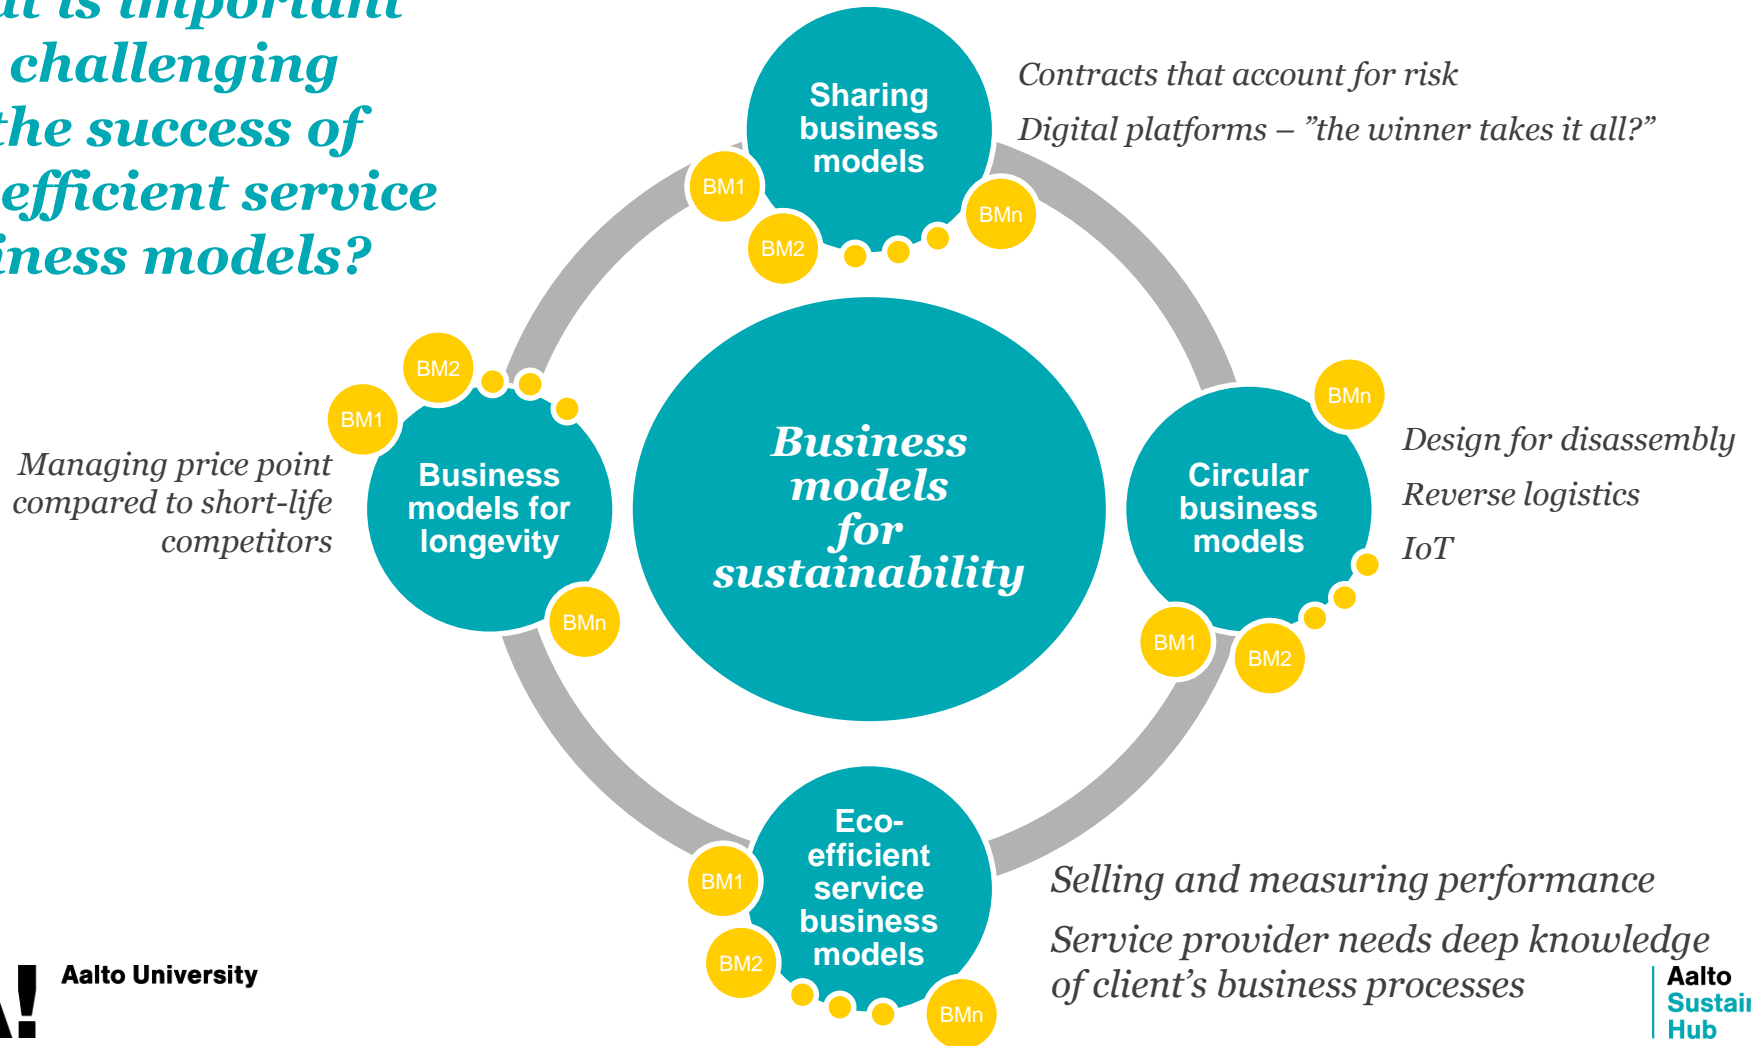 is important
challenging
the success of
efficient service
models?
Sharing
business
models
BM1
BM2
BMn
Contracts that account for risk
Digital platforms – ”the winner takes it all?”
BM1
BM2
BMn
Business
models for
longevity
Managing price point
compared to short-life
competitors
Business
models
for
sustainability
BMn
Circular
business
models
BM1
BM2
Design for disassembly
Reverse logistics
IoT
Eco-
efficient
service
business
models
BM1
BM2
BMn
Selling and measuring performance
Service provider needs deep knowledge
of client’s business processes
A!
Aalto University
Aalto
Hub